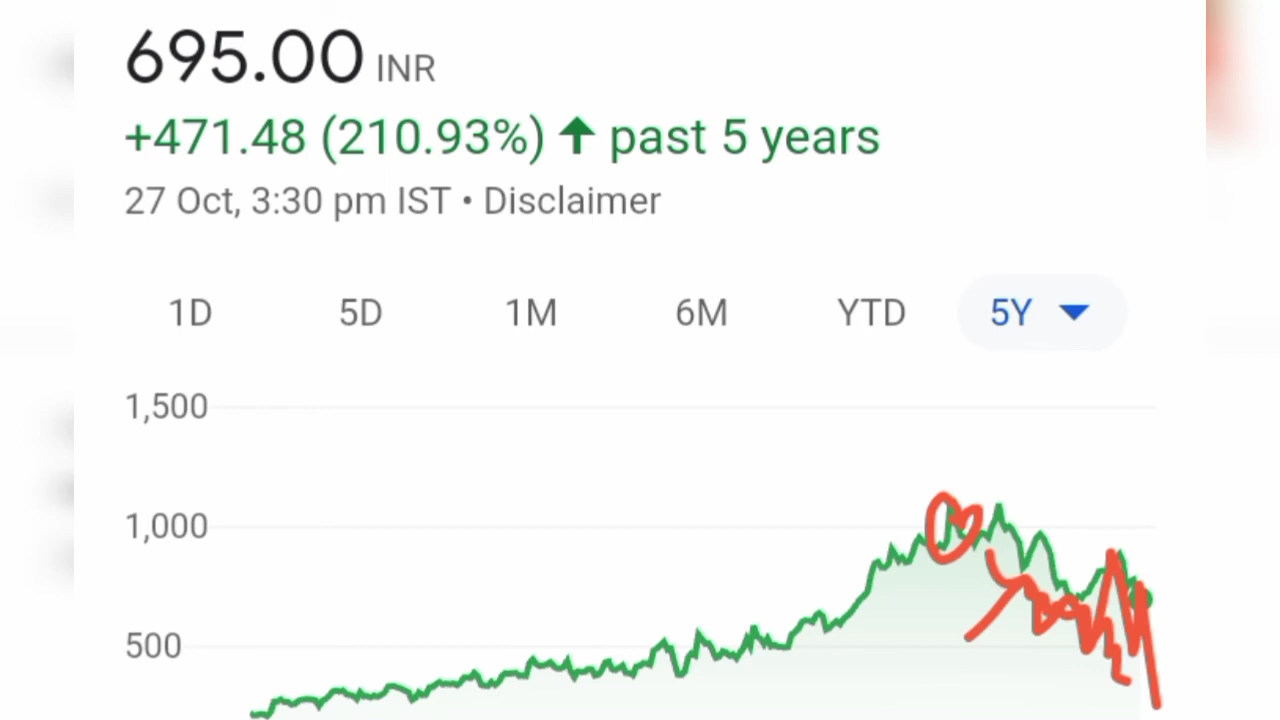 695.00 INR
+471.48 (210.93%) ↑ past 5 years
27 Oct, 3:30 pm IST • Disclaimer
1D 5D 1M 6M YTD 5Y
1,500
1,000
500